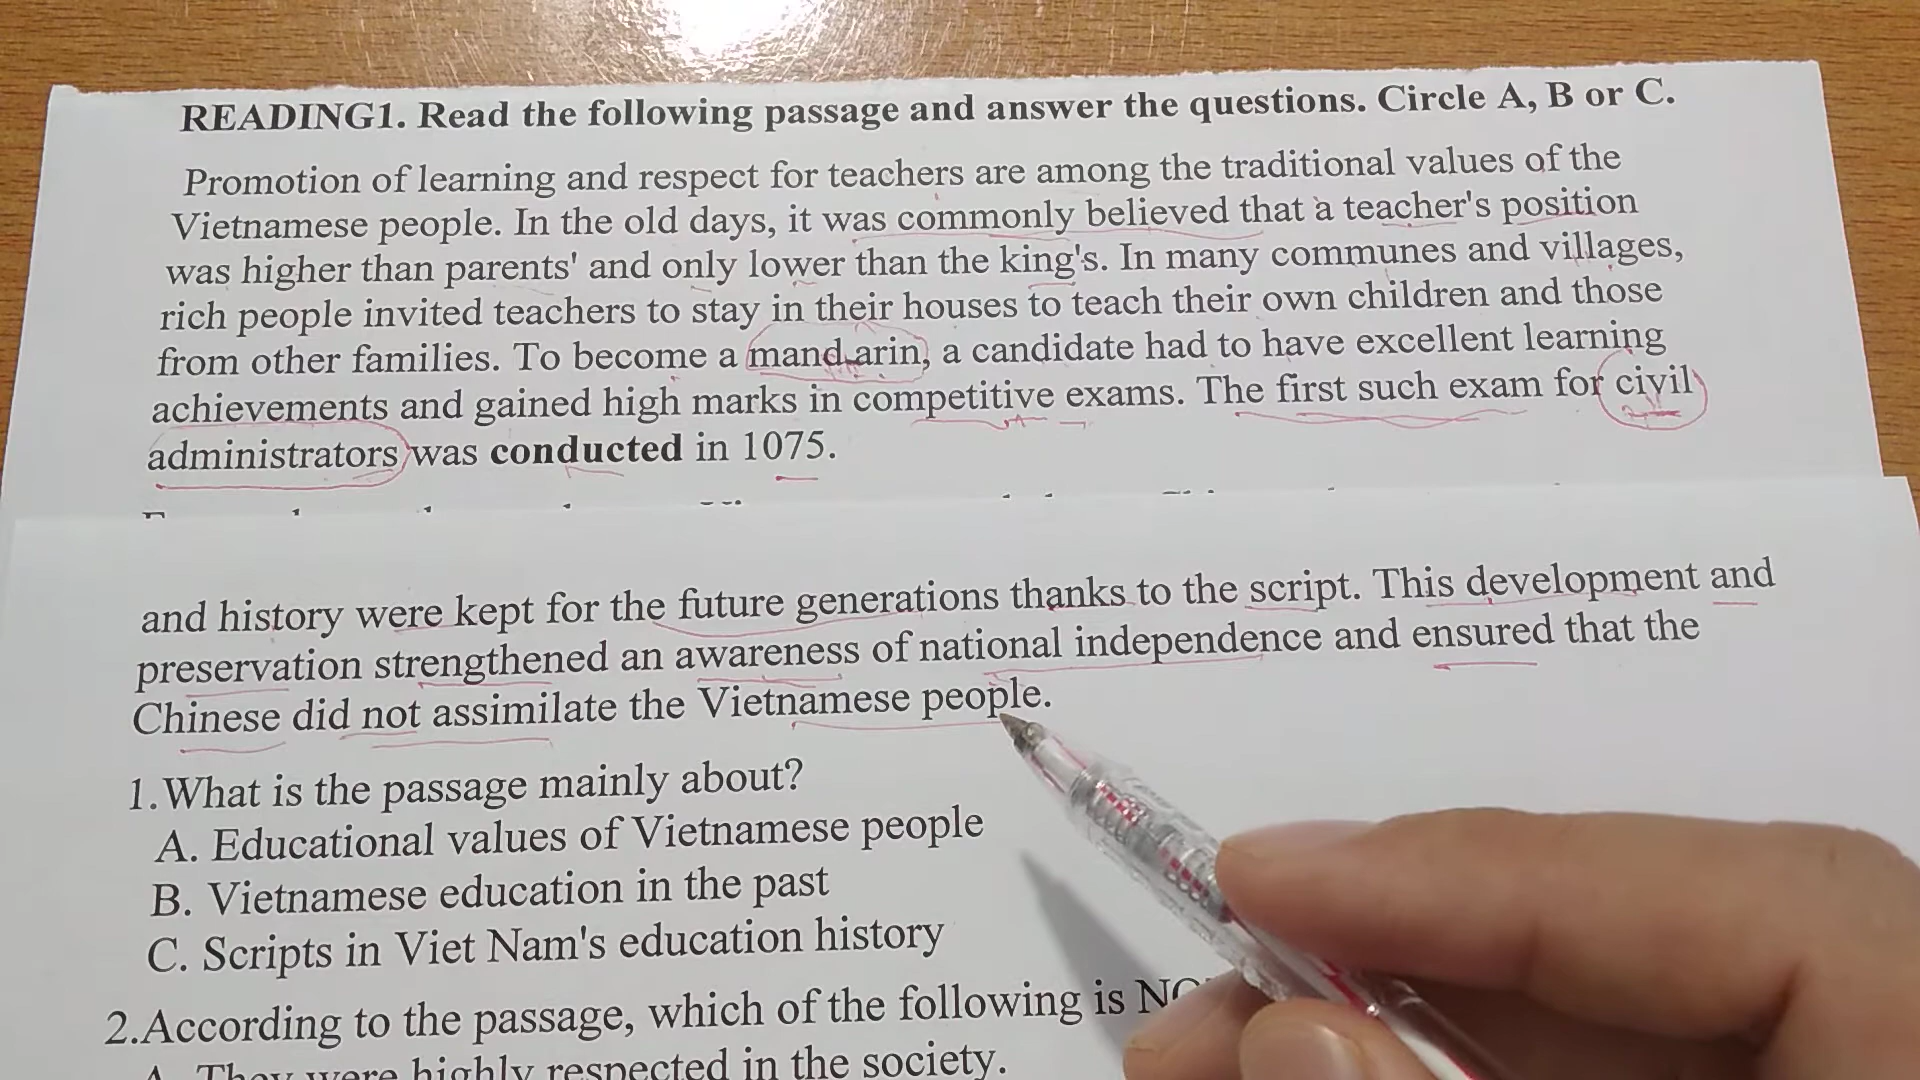 READING1. Read the following passage and answer the questions. Circle A, B or C.
Promotion of learning and respect for teachers are among the traditional values of the
Vietnamese people. In the old days, it was commonly believed that a teacher's position
was higher than parents' and only lower than the king's. In many communes and villages,
rich people invited teachers to stay in their houses to teach their own children and those
from other families. To become a mandarin, a candidate had to have excellent learning
achievements and gained high marks in competitive exams. The first such exam for civil
administrators was conducted in 1075.
and history were kept for the future generations thanks to the script. This development and
preservation strengthened an awareness of national independence and ensured that the
Chinese did not assimilate the Vietnamese people.
1.What is the passage mainly about?
A. Educational values of Vietnamese people
B. Vietnamese education in the past
C. Scripts in Viet Nam's education history
2.According to the passage, which of the following is
A. They were highly respected in the society.